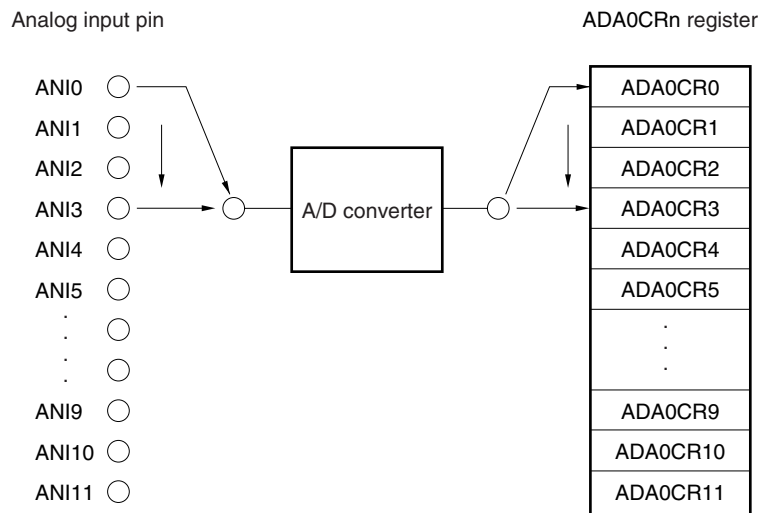 Analog input pin
ADA0CRn register
ANI0
ANI1
ANI2
ANI3
ANI4
ANI5
.
.
.
.
ANI9
ANI10
ANI11
A/D converter
ADA0CR0
ADA0CR1
ADA0CR2
ADA0CR3
ADA0CR4
ADA0CR5
.
.
.
ADA0CR9
ADA0CR10
ADA0CR11